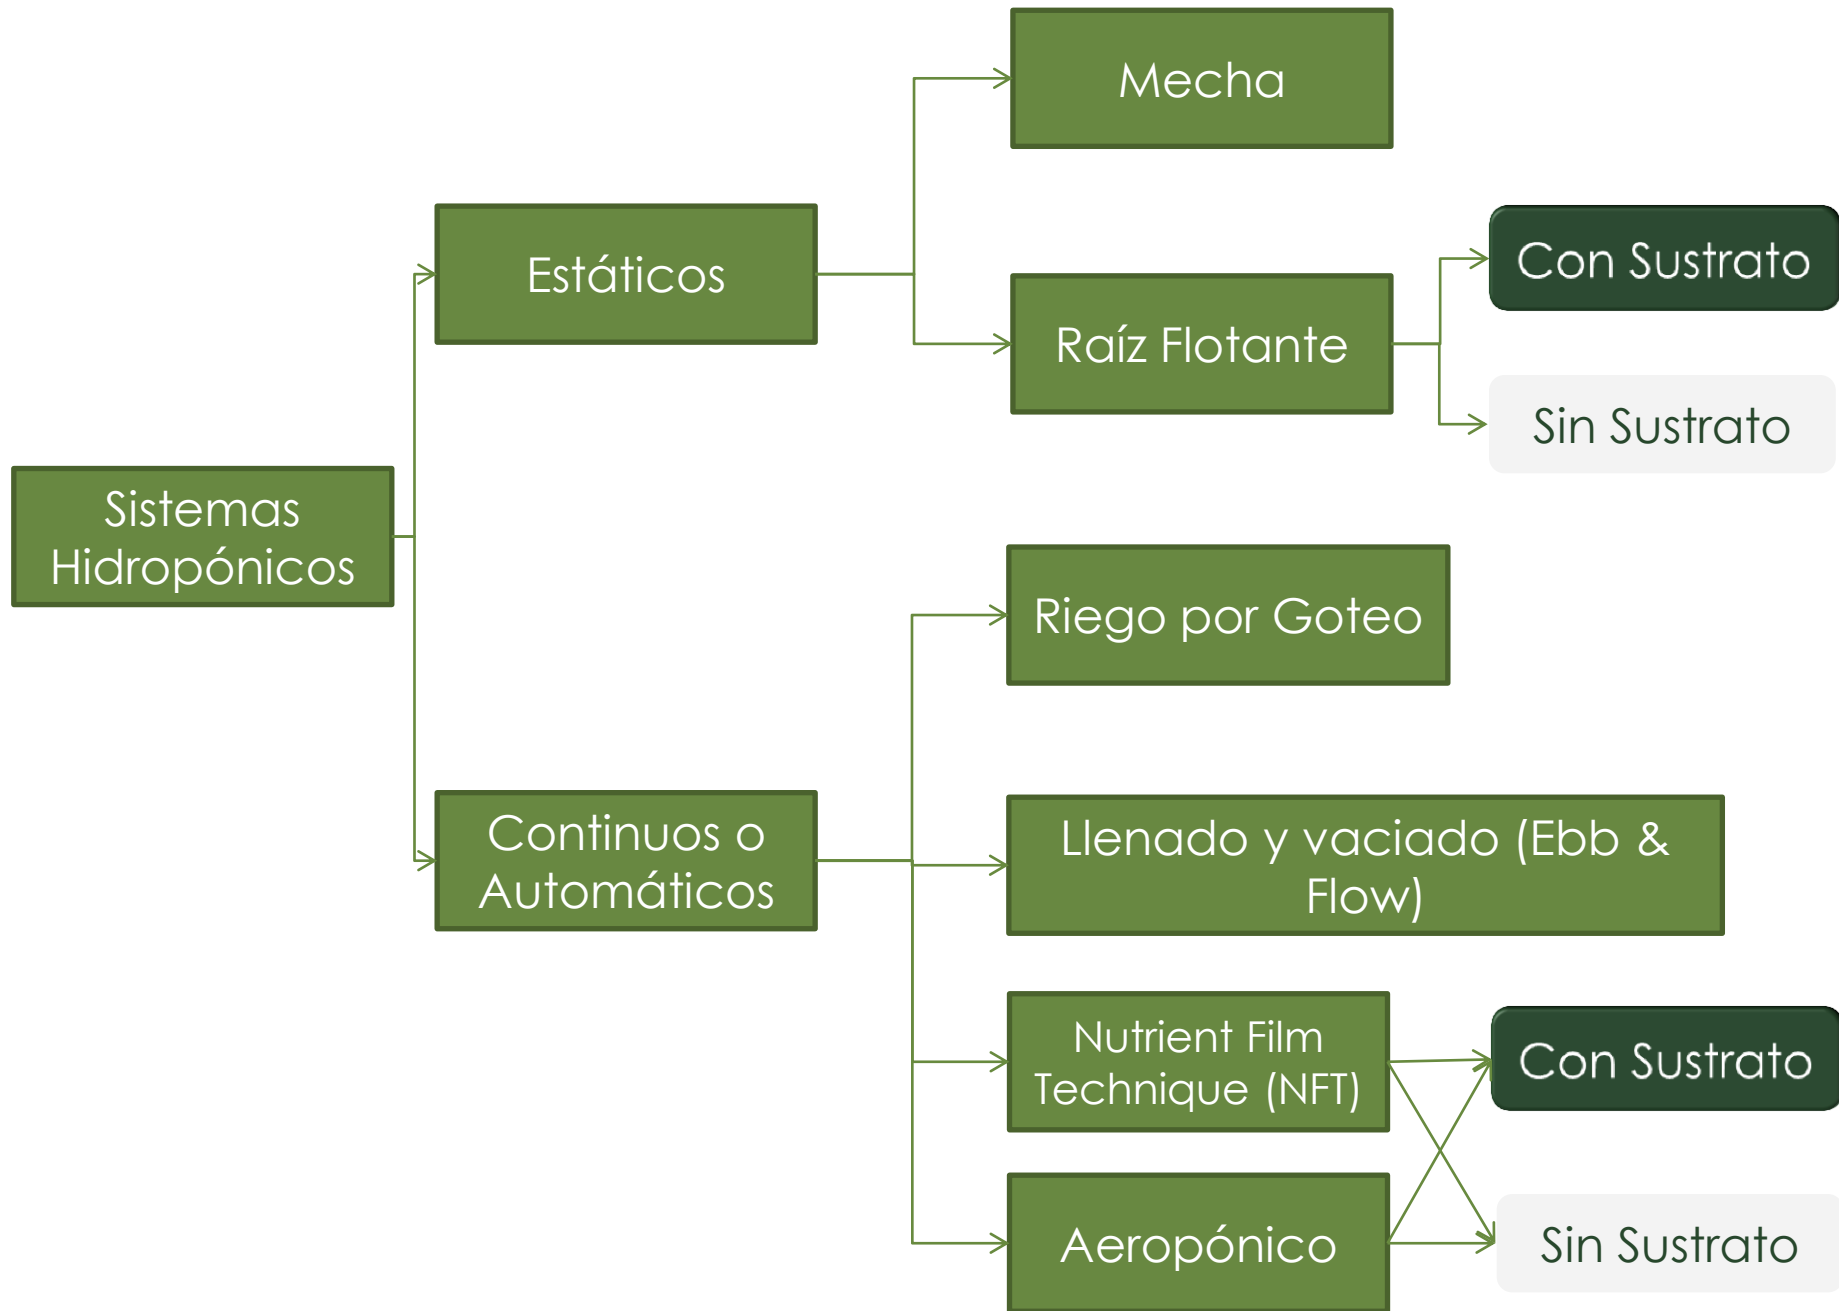 Mecha
Estáticos
Con Sustrato
Raíz Flotante
Sin Sustrato
Sistemas
Hidropónicos
Riego por Goteo
Continuos o
Automáticos
Llenado y vaciado (Ebb &
Flow)
Nutrient Film
Technique (NFT)
Con Sustrato
Aeropónico
Sin Sustrato